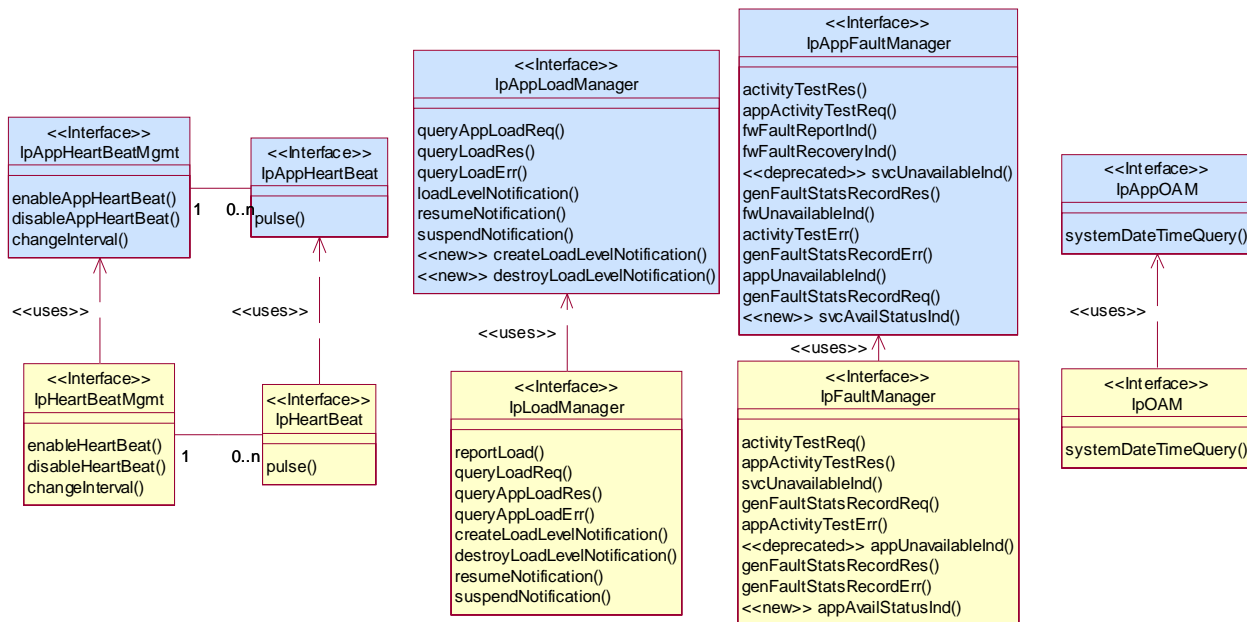 <<Interface>>
IpAppHeartBeatMgmt
enableAppHeartBeat()
disableAppHeartBeat()
changeInterval()
1
0..n
<<Interface>>
IpAppHeartBeat
pulse()
<<Interface>>
IpAppLoadManager
queryAppLoadReq()
queryLoadRes()
queryLoadErr()
loadLevelNotification()
resumeNotification()
suspendNotification()
<<new>> createLoadLevelNotification()
<<new>> destroyLoadLevelNotification()
<<Interface>>
IpAppFaultManager
activityTestRes()
appActivityTestReq()
fwFaultReportInd()
fwFaultRecoveryInd()
<<deprecated>> svcUnavailableInd()
genFaultStatsRecordRes()
fwUnavailableInd()
activityTestErr()
genFaultStatsRecordErr()
appUnavailableInd()
genFaultStatsRecordReq()
<<new>> svcAvailStatusInd()
<<Interface>>
IpAppOAM
systemDateTimeQuery()
<<uses>>
<<uses>>
<<uses>>
<<uses>>
<<uses>>
<<Interface>>
IpHeartBeatMgmt
enableHeartBeat()
disableHeartBeat()
changeInterval()
1
0..n
<<Interface>>
IpHeartBeat
pulse()
<<Interface>>
IpLoadManager
reportLoad()
queryLoadReq()
queryAppLoadRes()
queryAppLoadErr()
createLoadLevelNotification()
destroyLoadLevelNotification()
resumeNotification()
suspendNotification()
<<Interface>>
IpFaultManager
activityTestReq()
appActivityTestRes()
svcUnavailableInd()
genFaultStatsRecordReq()
appActivityTestErr()
<<deprecated>> appUnavailableInd()
genFaultStatsRecordRes()
genFaultStatsRecordErr()
<<new>> appAvailStatusInd()
<<Interface>>
IpOAM
systemDateTimeQuery()